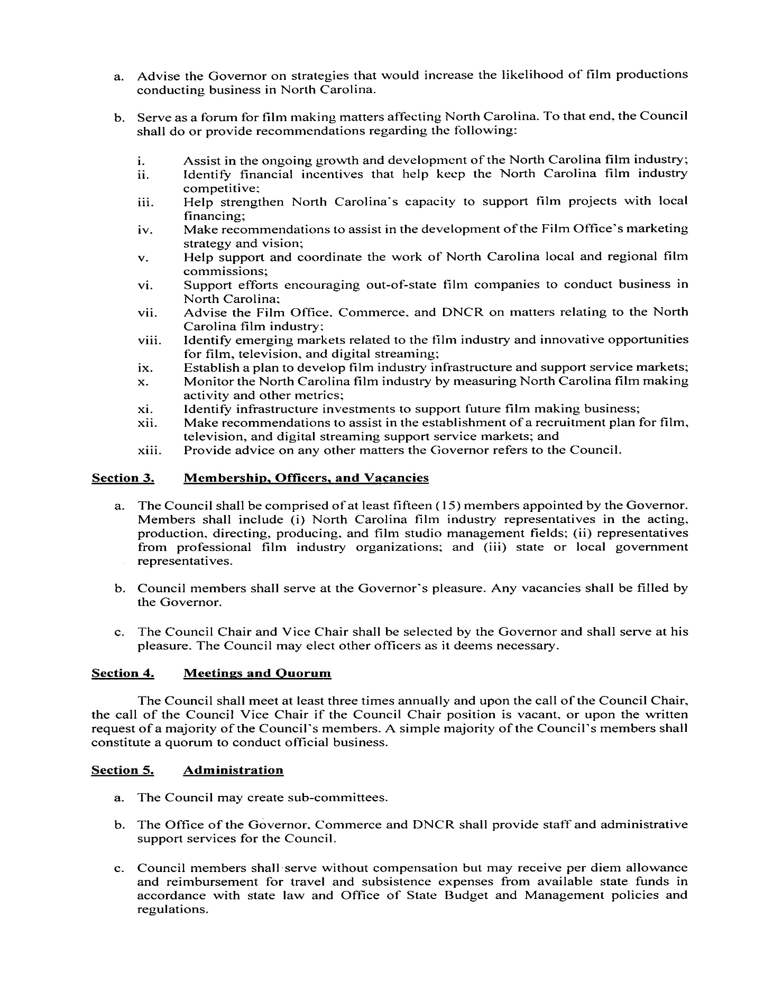 a. Advise the Governor on strategies that would increase the likelihood of film productions
conducting business in North Carolina.
b. Serve as a forum for film making matters affecting North Carolina. To that end, the Council
shall do or provide recommendations regarding the following:
i. Assist in the ongoing growth and development of the North Carolina film industry;
ii. Identify financial incentives that help keep the North Carolina film industry
competitive;
iii. Help strengthen North Carolina's capacity to support film projects with local
financing;
iv. Make recommendations to assist in the development of the Film Office's marketing
strategy and vision;
v. Help support and coordinate the work of North Carolina local and regional film
commissions;
vi. Support efforts encouraging out-of-state film companies to conduct business in
North Carolina;
vii. Advise the Film Office, Commerce, and DNCR on matters relating to the North
Carolina film industry;
viii. Identify emerging markets related to the film industry and innovative opportunities
for film, television, and digital streaming;
ix. Establish a plan to develop film industry infrastructure and support service markets;
x. Monitor the North Carolina film industry by measuring North Carolina film making
activity and other metrics;
xi. Identify infrastructure investments to support future film making business;
xii. Make recommendations to assist in the establishment of a recruitment plan for film,
television, and digital streaming support service markets; and
xiii. Provide advice on any other matters the Governor refers to the Council.
Section 3. Membership, Officers, and Vacancies
a. The Council shall be comprised of at least fifteen (15) members appointed by the Governor.
Members shall include (i) North Carolina film industry representatives in the acting,
production, directing, producing, and film studio management fields; (ii) representatives
from professional film industry organizations; and (iii) state or local government
representatives.
b. Council members shall serve at the Governor's pleasure. Any vacancies shall be filled by
the Governor.
c. The Council Chair and Vice Chair shall be selected by the Governor and shall serve at his
pleasure. The Council may elect other officers as it deems necessary.
Section 4. Meetings and Quorum
The Council shall meet at least three times annually and upon the call of the Council Chair,
the call of the Council Vice Chair if the Council Chair position is vacant, or upon the written
request of a majority of the Council's members. A simple majority of the Council's members shall
constitute a quorum to conduct official business.
Section 5. Administration
a. The Council may create sub-committees.
b. The Office of the Governor, Commerce and DNCR shall provide staff and administrative
support services for the Council.
c. Council members shall serve without compensation but may receive per diem allowance
and reimbursement for travel and subsistence expenses from available state funds in
accordance with state law and Office of State Budget and Management policies and
regulations.